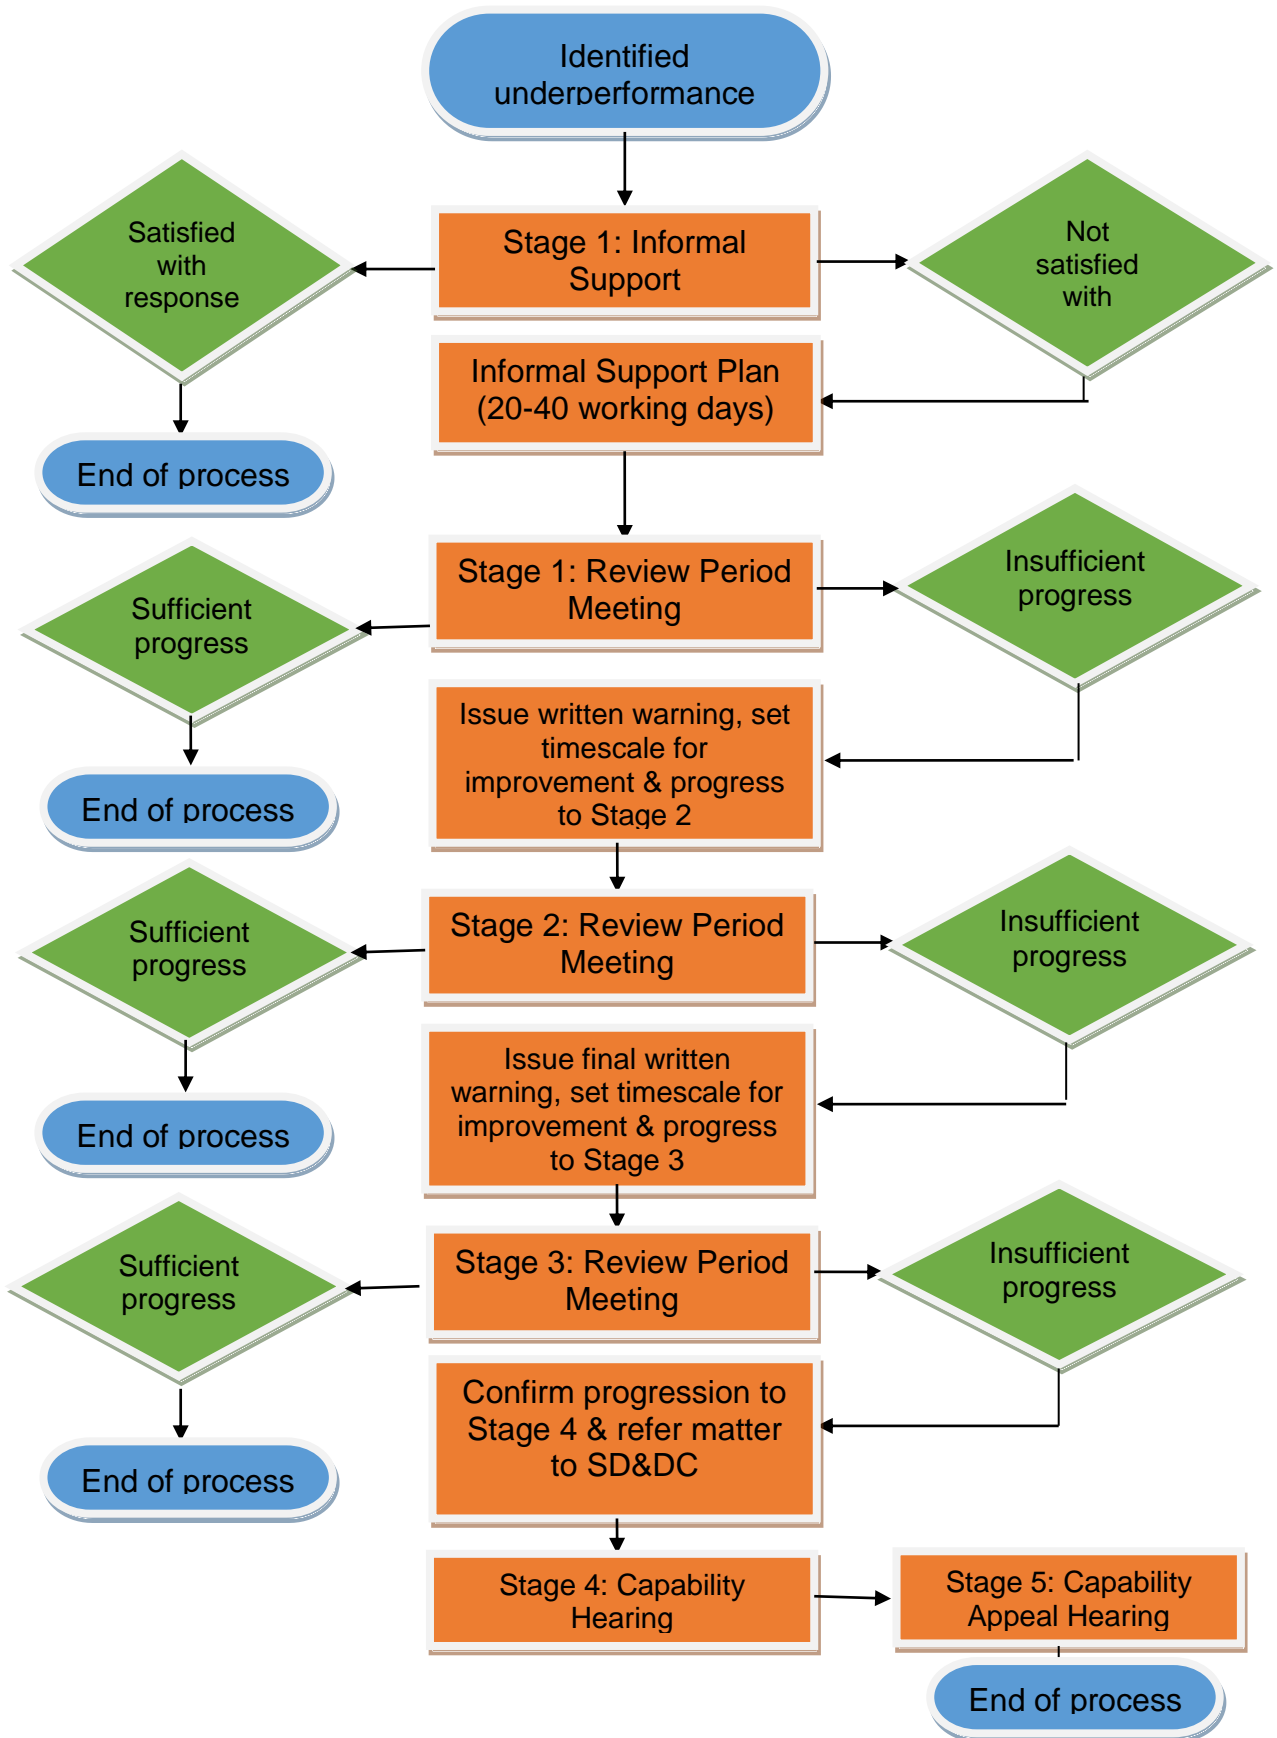 Identified
underperformance
Satisfied
with
response
Stage 1: Informal
Support
Not
satisfied
with
Informal Support Plan
(20-40 working days)
End of process
Stage 1: Review Period
Meeting
Insufficient
progress
Sufficient
progress
Issue written warning, set
timescale for
improvement & progress
to Stage 2
End of process
Stage 2: Review Period
Meeting
Insufficient
progress
Sufficient
progress
Issue final written
warning, set timescale for
improvement & progress
to Stage 3
End of process
Stage 3: Review Period
Meeting
Insufficient
progress
Sufficient
progress
Confirm progression to
Stage 4 & refer matter
to SD&DC
End of process
Stage 4: Capability
Hearing
Stage 5: Capability
Appeal Hearing
End of process